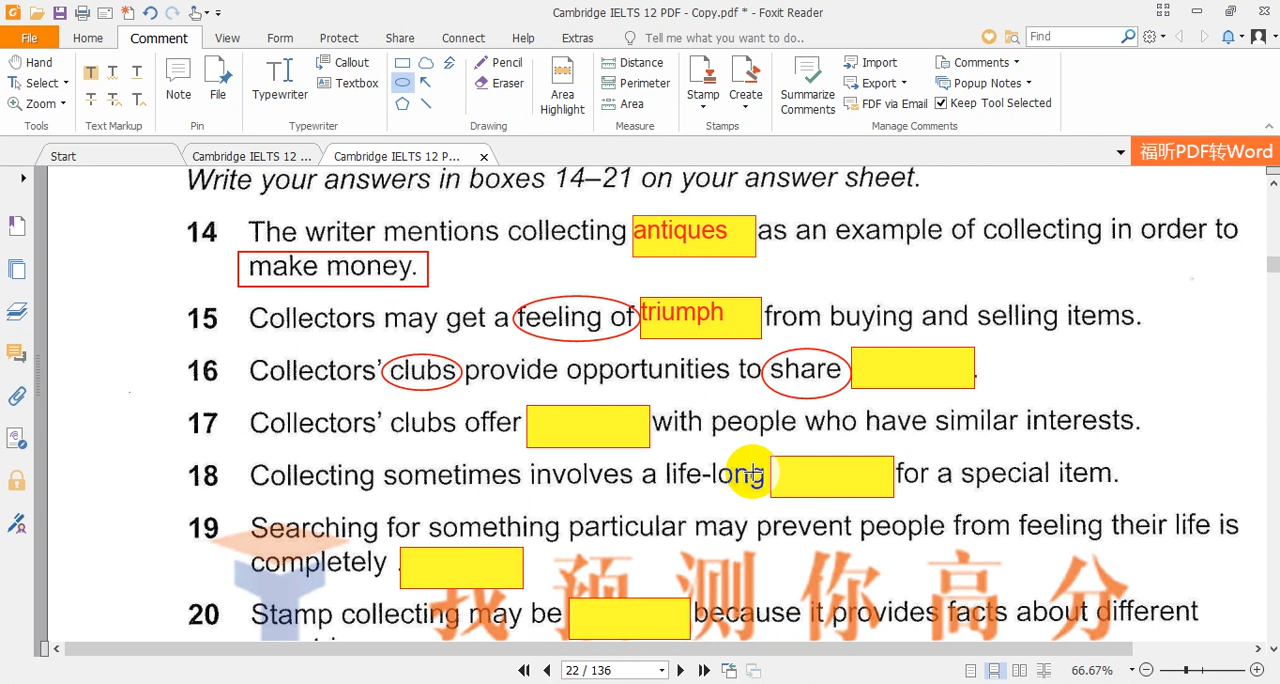 Cambridge IELTS 12 PDF - Copy.pdf * - Foxit Reader
File Home Comment View Form Protect Share Connect Help Extras Tell me what you want to do.. Find
Hand
Select
Zoom
Tools
Text Markup
Note
File
Pin
Typewriter
Callout
Textbox
Typewriter
Pencil
Eraser
Drawing
Area
Highlight
Distance
Perimeter
Area
Measure
Stamp
Create
Stamps
Summarize
Comments
Import
Export
FDF via Email
Comments
Popup Notes
Keep Tool Selected
Manage Comments
Start
Cambridge IELTS 12 ...
Cambridge IELTS 12 P...
福昕PDF转Word
Write your answers in boxes 14–21 on your answer sheet.
14 The writer mentions collecting antiques as an example of collecting in order to
make money.
15 Collectors may get a feeling of triumph from buying and selling items.
16 Collectors' clubs provide opportunities to share .
17 Collectors' clubs offer with people who have similar interests.
18 Collecting sometimes involves a life-long for a special item.
19 Searching for something particular may prevent people from feeling their life is
completely .
20 Stamp collecting may be because it provides facts about different
我预测你高分
22 / 136
66.67%